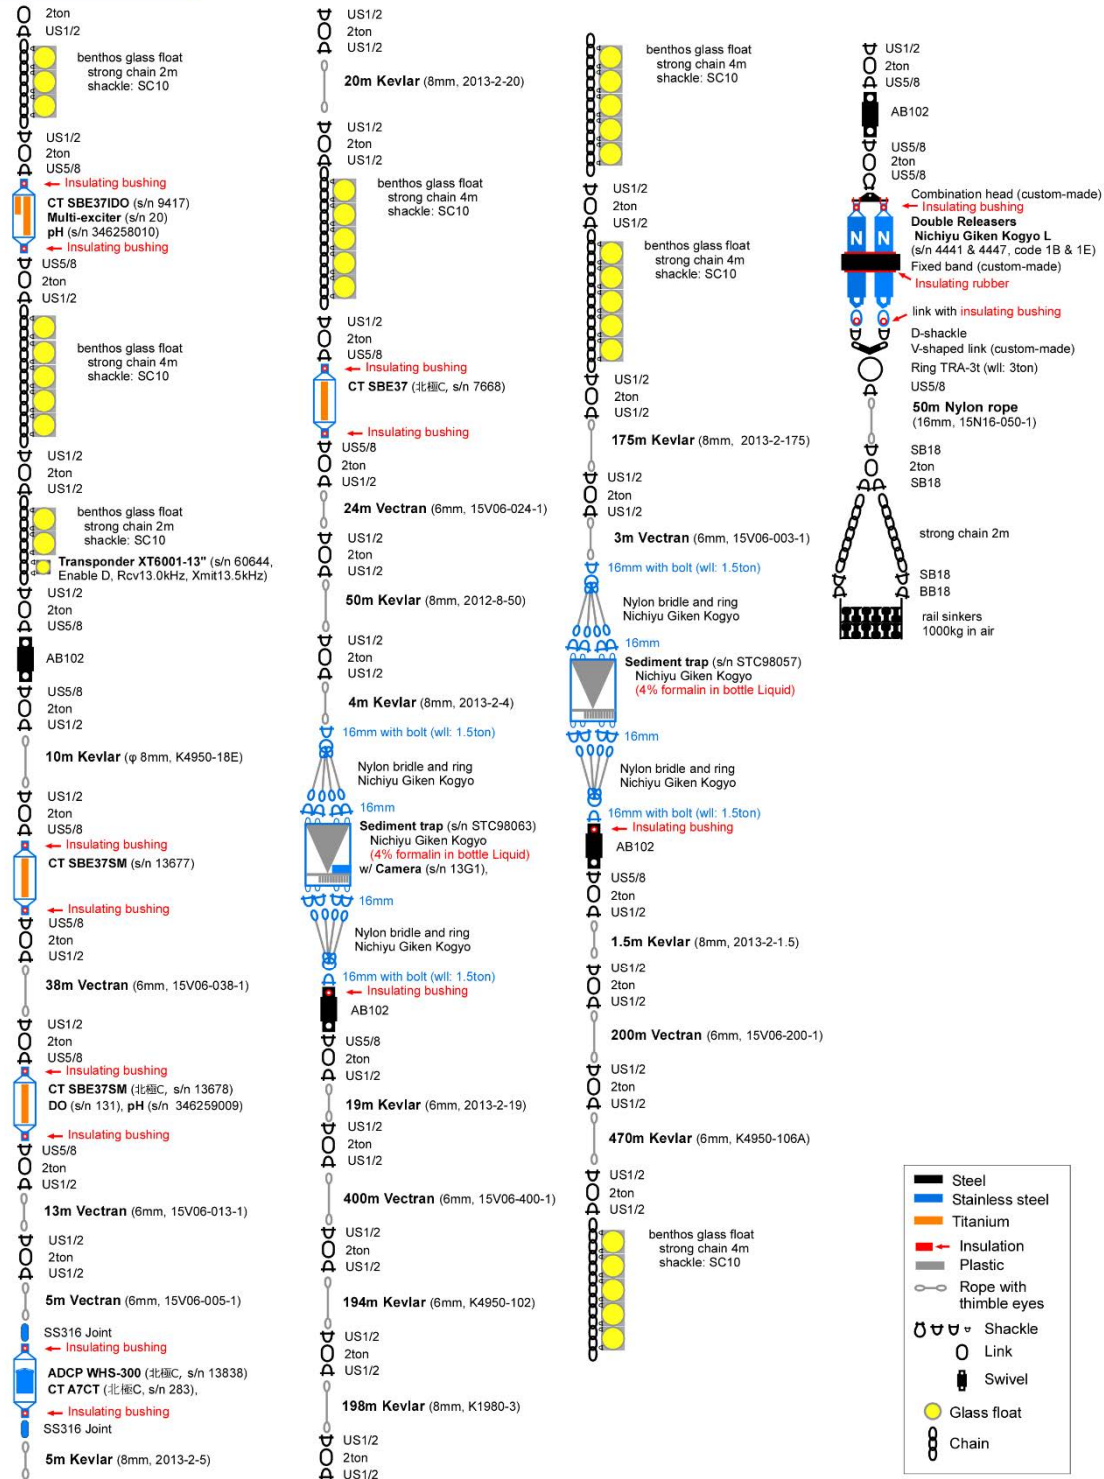 2ton
US1/2
benthos glass float
strong chain 2m
shackle: SC10
US1/2
2ton
US5/8
Insulating bushing
CT SBE37IDO (s/n 9417)
Multi-exciter (s/n 20)
pH (s/n 346258010)
Insulating bushing
US5/8
2ton
US1/2
benthos glass float
strong chain 4m
shackle: SC10
US1/2
2ton
US1/2
benthos glass float
strong chain 2m
shackle: SC10
Transponder XT6001-13" (s/n 60644,
Enable D, Rcv13.0kHz, Xmit13.5kHz)
US1/2
2ton
US5/8
AB102
US5/8
2ton
US1/2
10m Kevlar (φ 8mm, K4950-18E)
US1/2
2ton
US5/8
Insulating bushing
CT SBE37SM (s/n 13677)
Insulating bushing
US5/8
2ton
US1/2
38m Vectran (6mm, 15V06-038-1)
US1/2
2ton
US5/8
Insulating bushing
CT SBE37SM (北極C, s/n 13678)
DO (s/n 131), pH (s/n 346259009)
Insulating bushing
US5/8
2ton
US1/2
13m Vectran (6mm, 15V06-013-1)
US1/2
2ton
US1/2
5m Vectran (6mm, 15V06-005-1)
SS316 Joint
Insulating bushing
ADCP WHS-300 (北極C, s/n 13838)
CT A7CT (北極C, s/n 283),
Insulating bushing
SS316 Joint
5m Kevlar (8mm, 2013-2-5)
US1/2
2ton
US1/2
20m Kevlar (8mm, 2013-2-20)
US1/2
2ton
US1/2
benthos glass float
strong chain 4m
shackle: SC10
US1/2
2ton
US5/8
Insulating bushing
CT SBE37 (北極C, s/n 7668)
Insulating bushing
US5/8
2ton
US1/2
24m Vectran (6mm, 15V06-024-1)
US1/2
2ton
US1/2
50m Kevlar (8mm, 2012-8-50)
US1/2
2ton
US1/2
4m Kevlar (8mm, 2013-2-4)
16mm with bolt (wll: 1.5ton)
Nylon bridle and ring
Nichiyu Giken Kogyo
16mm
Sediment trap (s/n STC98063)
Nichiyu Giken Kogyo
(4% formalin in bottle Liquid)
w/ Camera (s/n 13G1),
16mm
Nylon bridle and ring
Nichiyu Giken Kogyo
16mm with bolt (wll: 1.5ton)
Insulating bushing
AB102
US5/8
2ton
US1/2
19m Kevlar (6mm, 2013-2-19)
US1/2
2ton
US1/2
400m Vectran (6mm, 15V06-400-1)
US1/2
2ton
US1/2
194m Kevlar (6mm, K4950-102)
US1/2
2ton
US1/2
198m Kevlar (8mm, K1980-3)
US1/2
2ton
US1/2
benthos glass float
strong chain 4m
shackle: SC10
US1/2
2ton
US1/2
benthos glass float
strong chain 4m
shackle: SC10
US1/2
2ton
US1/2
175m Kevlar (8mm, 2013-2-175)
US1/2
2ton
US1/2
3m Vectran (6mm, 15V06-003-1)
16mm with bolt (wll: 1.5ton)
Nylon bridle and ring
Nichiyu Giken Kogyo
16mm
Sediment trap (s/n STC98057)
Nichiyu Giken Kogyo
(4% formalin in bottle Liquid)
16mm
Nylon bridle and ring
Nichiyu Giken Kogyo
16mm with bolt (wll: 1.5ton)
Insulating bushing
AB102
US5/8
2ton
US1/2
1.5m Kevlar (8mm, 2013-2-1.5)
US1/2
2ton
US1/2
200m Vectran (6mm, 15V06-200-1)
US1/2
2ton
US1/2
470m Kevlar (6mm, K4950-106A)
US1/2
2ton
US1/2
benthos glass float
strong chain 4m
shackle: SC10
US1/2
2ton
US5/8
AB102
US5/8
2ton
US5/8
Combination head (custom-made)
Insulating bushing
Double Releasers
Nichiyu Giken Kogyo L
(s/n 4441 & 4447, code 1B & 1E)
N N
Fixed band (custom-made)
Insulating rubber
link with insulating bushing
D-shackle
V-shaped link (custom-made)
Ring TRA-3t (wll: 3ton)
US5/8
50m Nylon rope
(16mm, 15N16-050-1)
SB18
2ton
SB18
strong chain 2m
SB18
BB18
rail sinkers
1000kg in air
Steel
Stainless steel
Titanium
Insulation
Plastic
Rope with
thimble eyes
Shackle
Link
Swivel
Glass float
Chain